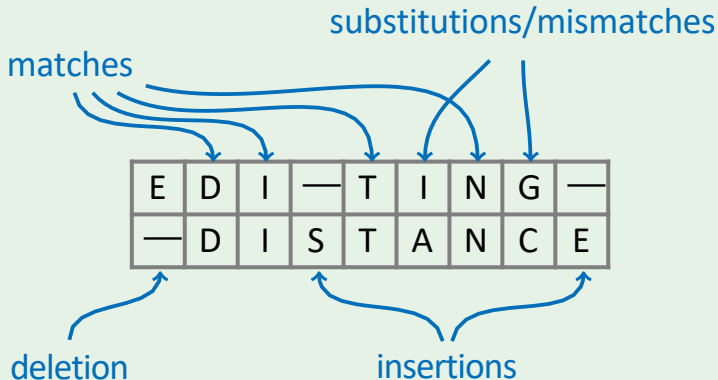 substitutions/mismatches
matches
E D I — T I N G —
— D I S T A N C E
deletion insertions